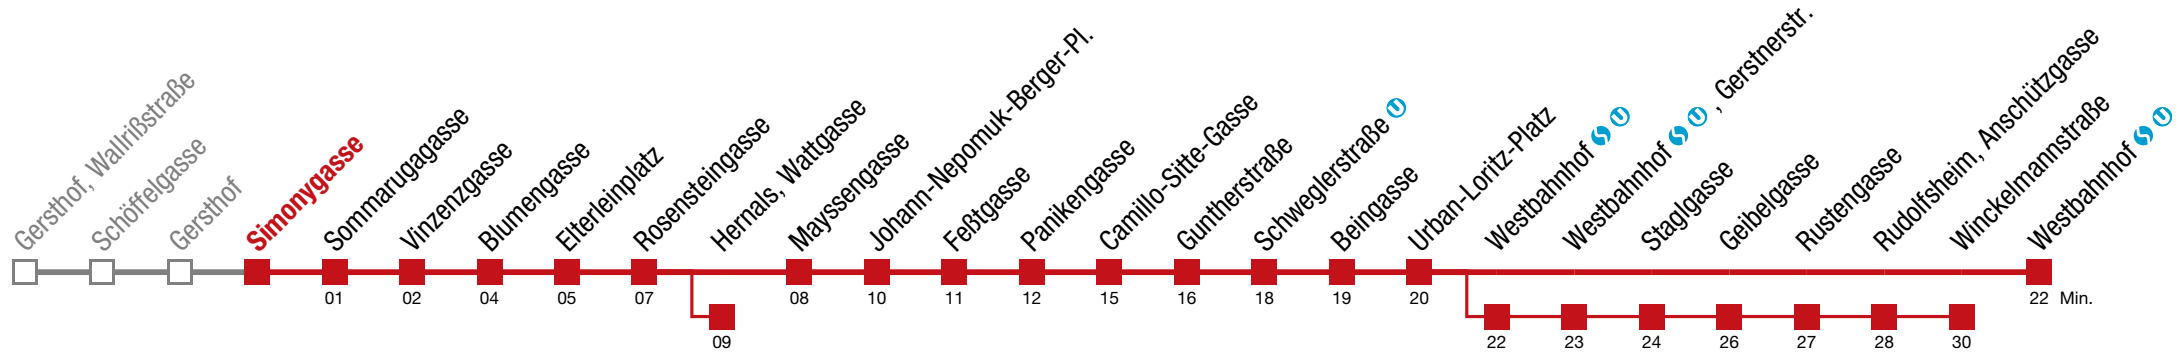 Gersthof, Wallrißstraße
Schöffelgasse
Gersthof
Simonygasse
Sommarugagasse
Vinzenzgasse
Blumengasse
Elterleinplatz
Rosensteingasse
Hernals, Wattgasse
Mayssengasse
Johann-Nepomuk-Berger-Pl.
Feßtgasse
Panikengasse
Camillo-Sitte-Gasse
Guntherstraße
Schweglerstraße U
Beingasse
Urban-Loritz-Platz
Westbahnhof S U
Westbahnhof S U , Gerstnerstr.
Staglgasse
Geibelgasse
Rustengasse
Rudolfsheim, Anschützgasse
Winckelmannstraße
Westbahnhof S U
01 02 04 05 07 08 10 11 12 15 16 18 19 20 22 Min.
09 22 23 24 26 27 28 30